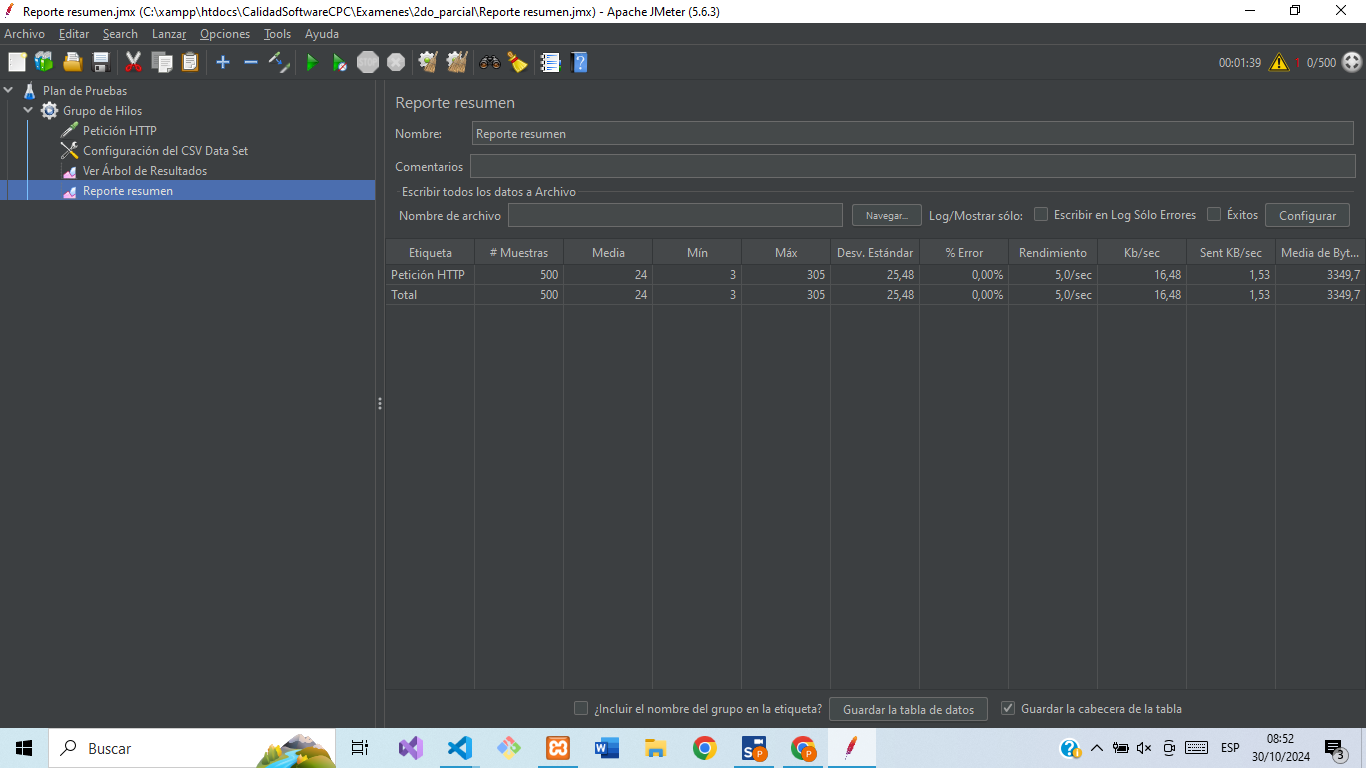 Reporte resumen.jmx (C:\xampp\htdocs\CalidadSoftwareCPC\Examenes\2do_parcial\Reporte resumen.jmx) - Apache JMeter (5.6.3)
Archivo Editar Search Lanzar Opciones Tools Ayuda
STOP 00:01:39 1 0/500
Plan de Pruebas
Grupo de Hilos
Petición HTTP
Configuración del CSV Data Set
Ver Árbol de Resultados
Reporte resumen
Reporte resumen
Nombre: Reporte resumen
Comentarios
Escribir todos los datos a Archivo
Nombre de archivo Navegar... Log/Mostrar sólo: Escribir en Log Sólo Errores Éxitos Configurar
Etiqueta # Muestras Media Mín Máx Desv. Estándar % Error Rendimiento Kb/sec Sent KB/sec Media de Byt...
Petición HTTP 500 24 3 305 25,48 0,00% 5,0/sec 16,48 1,53 3349,7
Total 500 24 3 305 25,48 0,00% 5,0/sec 16,48 1,53 3349,7
¿Incluir el nombre del grupo en la etiqueta? Guardar la tabla de datos Guardar la cabecera de la tabla
Buscar ESP 08:52
30/10/2024 3